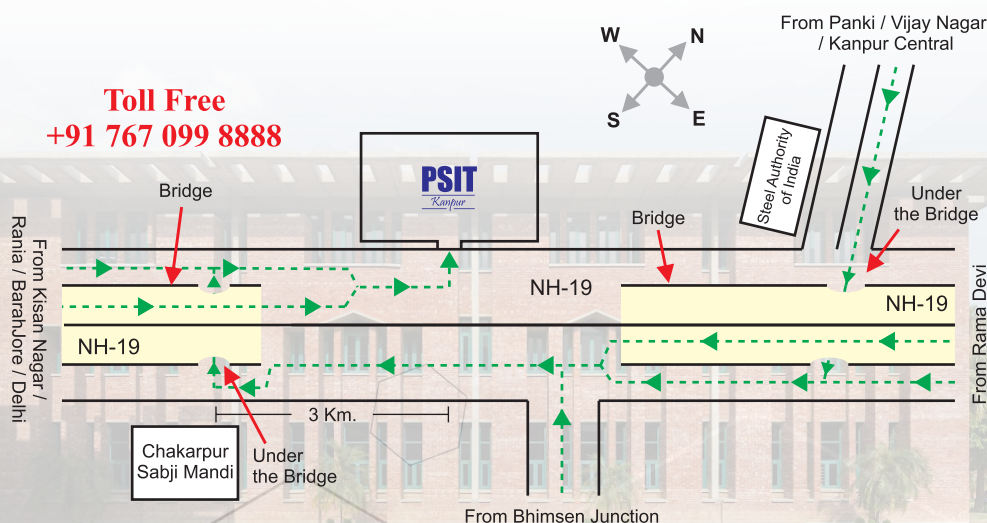 From Panki / Vijay Nagar
/ Kanpur Central
W
N
S
E
Toll Free
+91 767 099 8888
PSIT
Kanpur
Steel Authority
of India
Bridge
Bridge
Under
the Bridge
From Kisan Nagar /
Rania / BarahJore / Delhi
NH-19
NH-19
NH-19
From Rama Devi
3 Km.
Chakarpur
Sabji Mandi
Under
the Bridge
From Bhimsen Junction